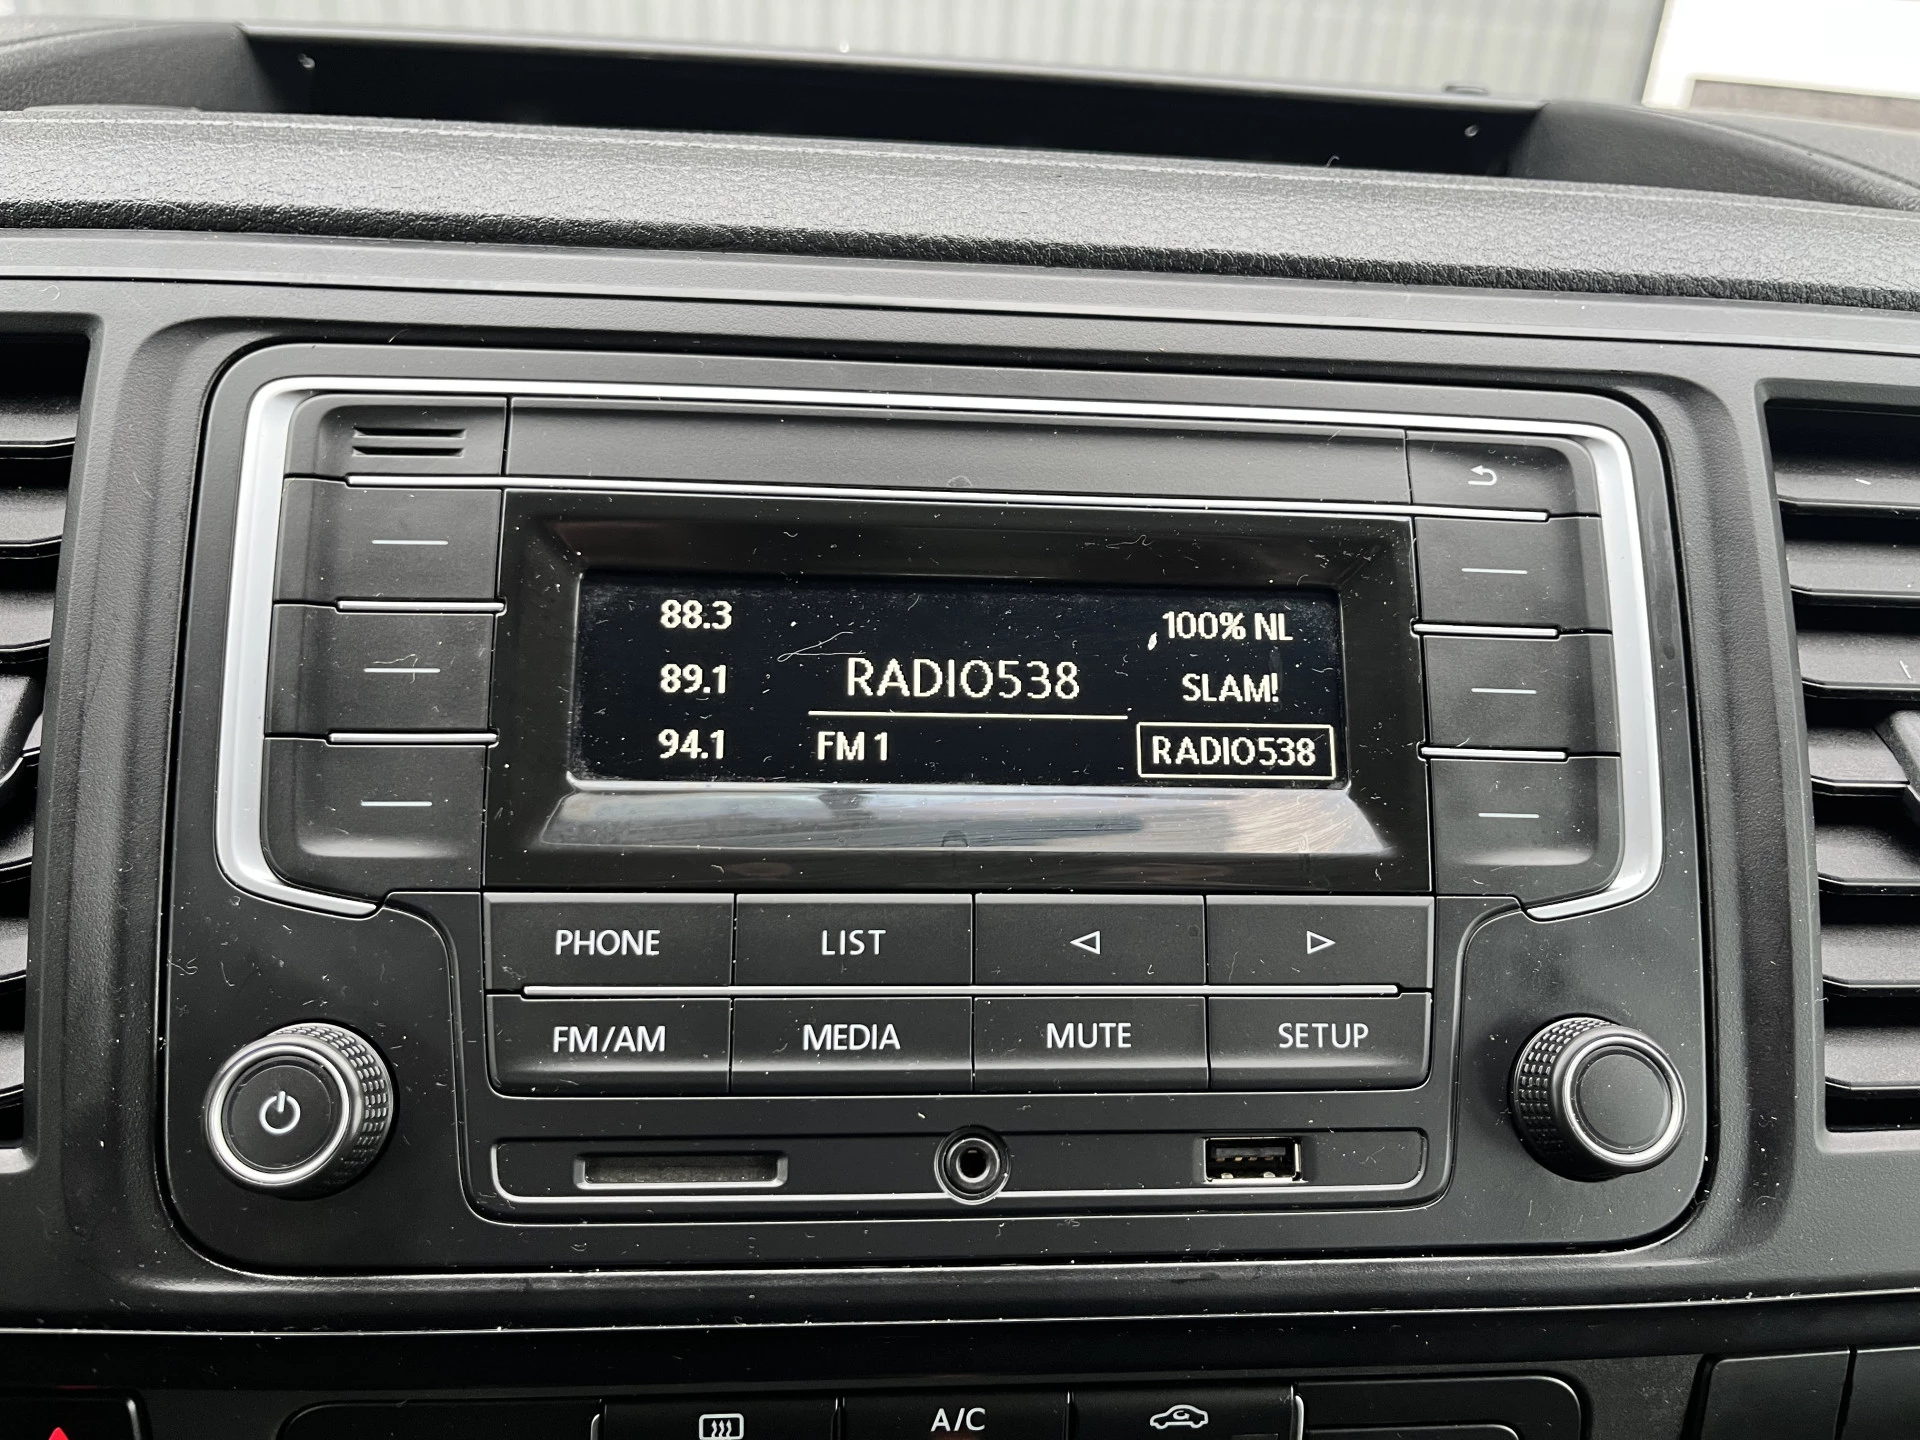 88.3
100% NL
89.1
RADIO538
SLAM!
94.1
FM 1
RADIO538
PHONE
LIST
FM/AM
MEDIA
MUTE
SETUP
A/C